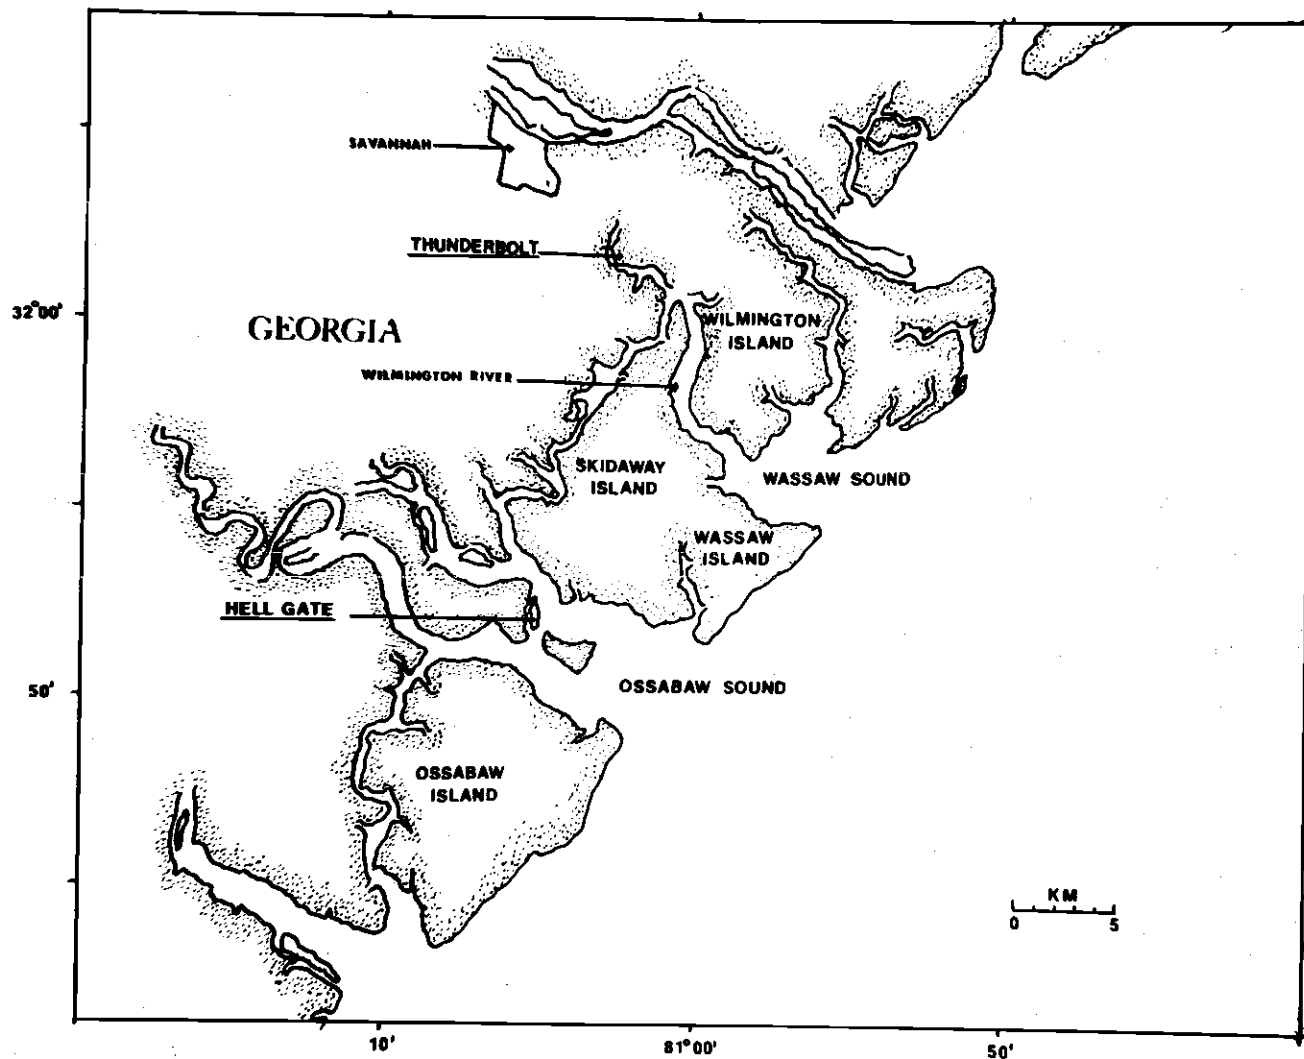 SAVANNAH
THUNDERBOLT
32°00'
GEORGIA
WILMINGTON
ISLAND
WILMINGTON RIVER
SKIDAWAY
ISLAND
WASSAW SOUND
WASSAW
ISLAND
HELL GATE
50'
OSSABAW SOUND
OSSABAW
ISLAND
KM
0 5
10'
81°00'
50'